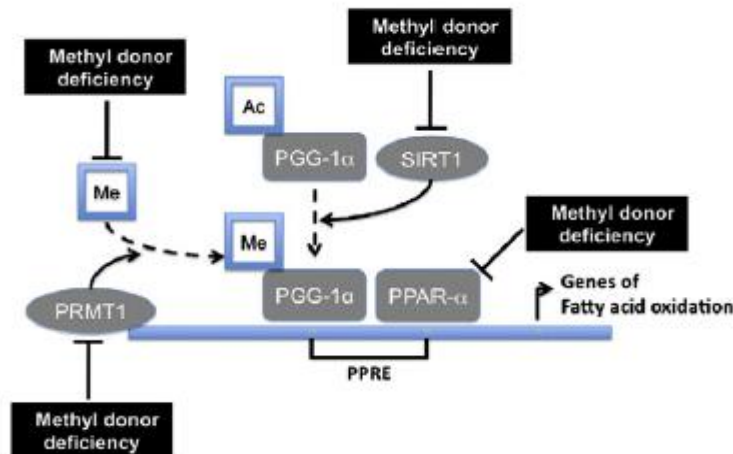 Methyl donor
deficiency
Methyl donor
deficiency
Ac
PGG-1α
SIRT1
Me
Me
Methyl donor
deficiency
PGG-1α
PPAR-α
Genes of
Fatty acid oxidation
PRMT1
PPRE
Methyl donor
deficiency